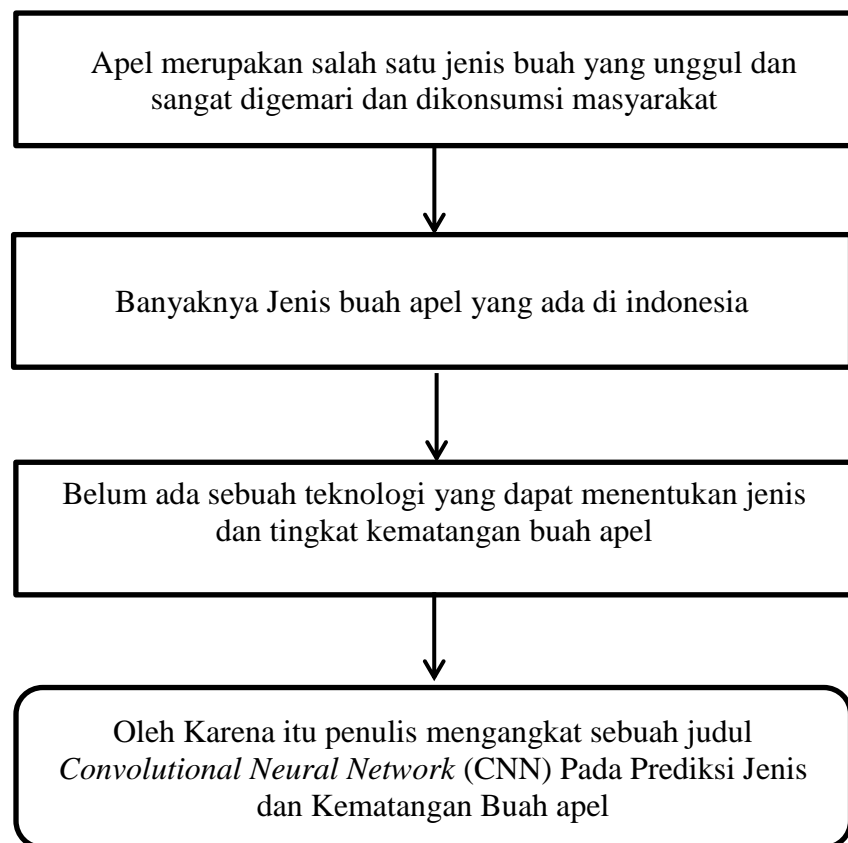 Apel merupakan salah satu jenis buah yang unggul dan
sangat digemari dan dikonsumsi masyarakat
Banyaknya Jenis buah apel yang ada di indonesia
Belum ada sebuah teknologi yang dapat menentukan jenis
dan tingkat kematangan buah apel
Oleh Karena itu penulis mengangkat sebuah judul
Convolutional Neural Network (CNN) Pada Prediksi Jenis
dan Kematangan Buah apel